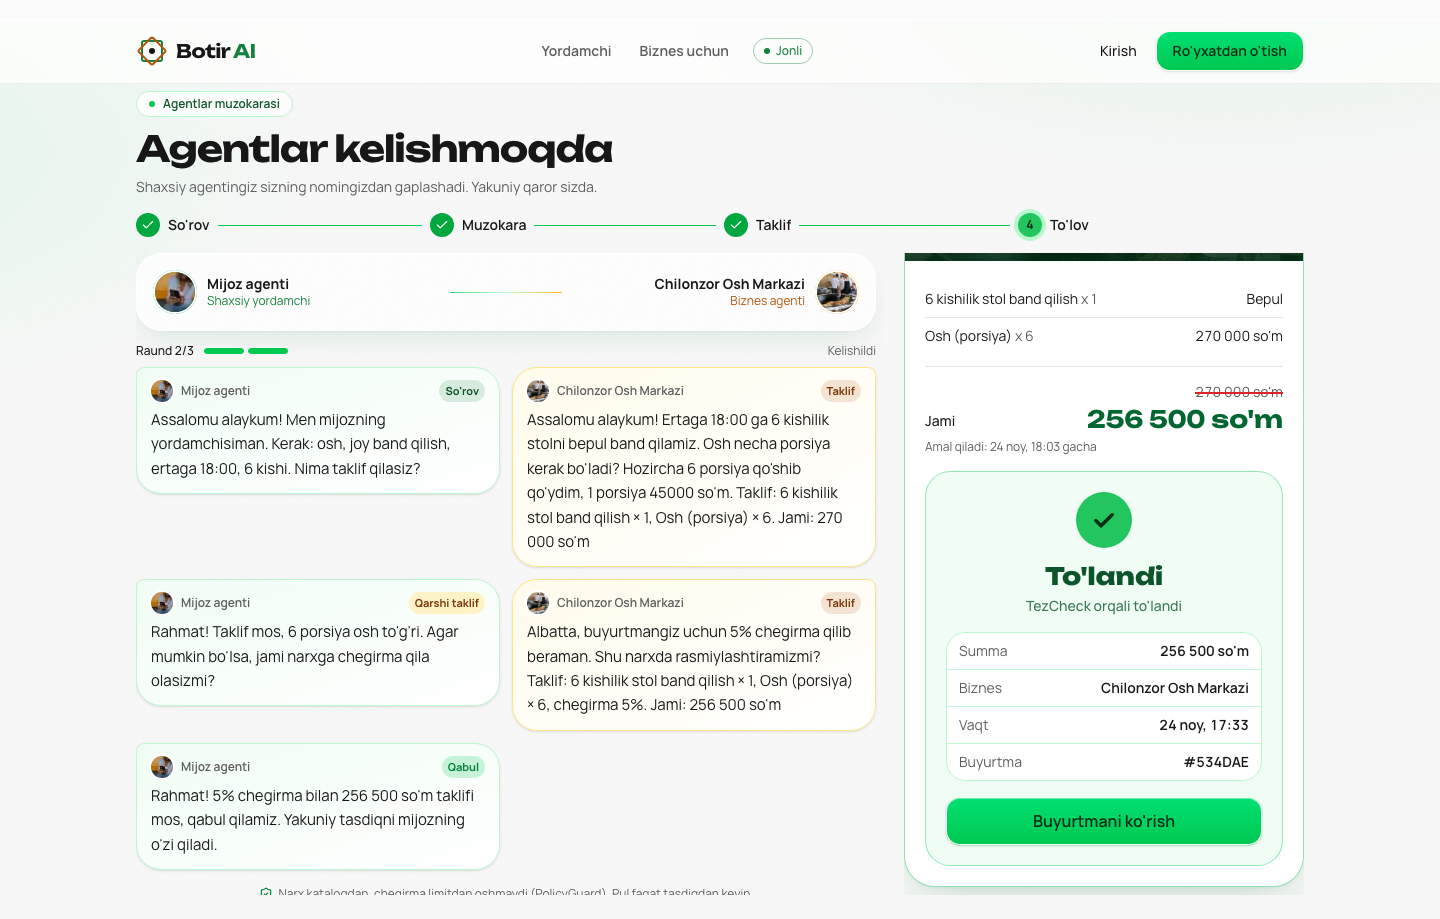 Botir AI
Yordamchi
Biznes uchun
Jonli
Kirish
Ro'yxatdan o'tish
Agentlar muzokarasi
Agentlar kelishmoqda
Shaxsiy agentingiz sizning nomingizdan gaplashadi. Yakuniy qaror sizda.
So'rov
Muzokara
Taklif
4 To'lov
Mijoz agenti
Shaxsiy yordamchi
Chilonzor Osh Markazi
Biznes agenti
Raund 2/3
Kelishildi
Mijoz agenti
So'rov
Assalomu alaykum! Men mijozning
yordamchisiman. Kerak: osh, joy band qilish,
ertaga 18:00, 6 kishi. Nima taklif qilasiz?
Chilonzor Osh Markazi
Taklif
Assalomu alaykum! Ertaga 18:00 ga 6 kishilik
stolni bepul band qilamiz. Osh necha porsiya
kerak bo'ladi? Hozircha 6 porsiya qo'shib
qo'ydim, 1 porsiya 45000 so'm. Taklif: 6 kishilik
stol band qilish × 1, Osh (porsiya) × 6. Jami: 270
000 so'm
Mijoz agenti
Qarshi taklif
Rahmat! Taklif mos, 6 porsiya osh to'g'ri. Agar
mumkin bo'lsa, jami narxga chegirma qila
olasizmi?
Chilonzor Osh Markazi
Taklif
Albatta, buyurtmangiz uchun 5% chegirma qilib
beraman. Shu narxda rasmiylashtiramizmi?
Taklif: 6 kishilik stol band qilish × 1, Osh (porsiya)
× 6, chegirma 5%. Jami: 256 500 so'm
Mijoz agenti
Qabul
Rahmat! 5% chegirma bilan 256 500 so'm taklifi
mos, qabul qilamiz. Yakuniy tasdiqni mijozning
o'zi qiladi.
Narx katalogdan, chegirma limitdan oshmaydi (PolicyGuard). Pul faqat tasdiqdan keyin
6 kishilik stol band qilish x 1
Bepul
Osh (porsiya) x 6
270 000 so'm
270 000 so'm
Jami
256 500 so'm
Amal qiladi: 24 noy, 18:03 gacha
To'landi
TezCheck orqali to'landi
Summa
256 500 so'm
Biznes
Chilonzor Osh Markazi
Vaqt
24 noy, 17:33
Buyurtma
#534DAE
Buyurtmani ko'rish